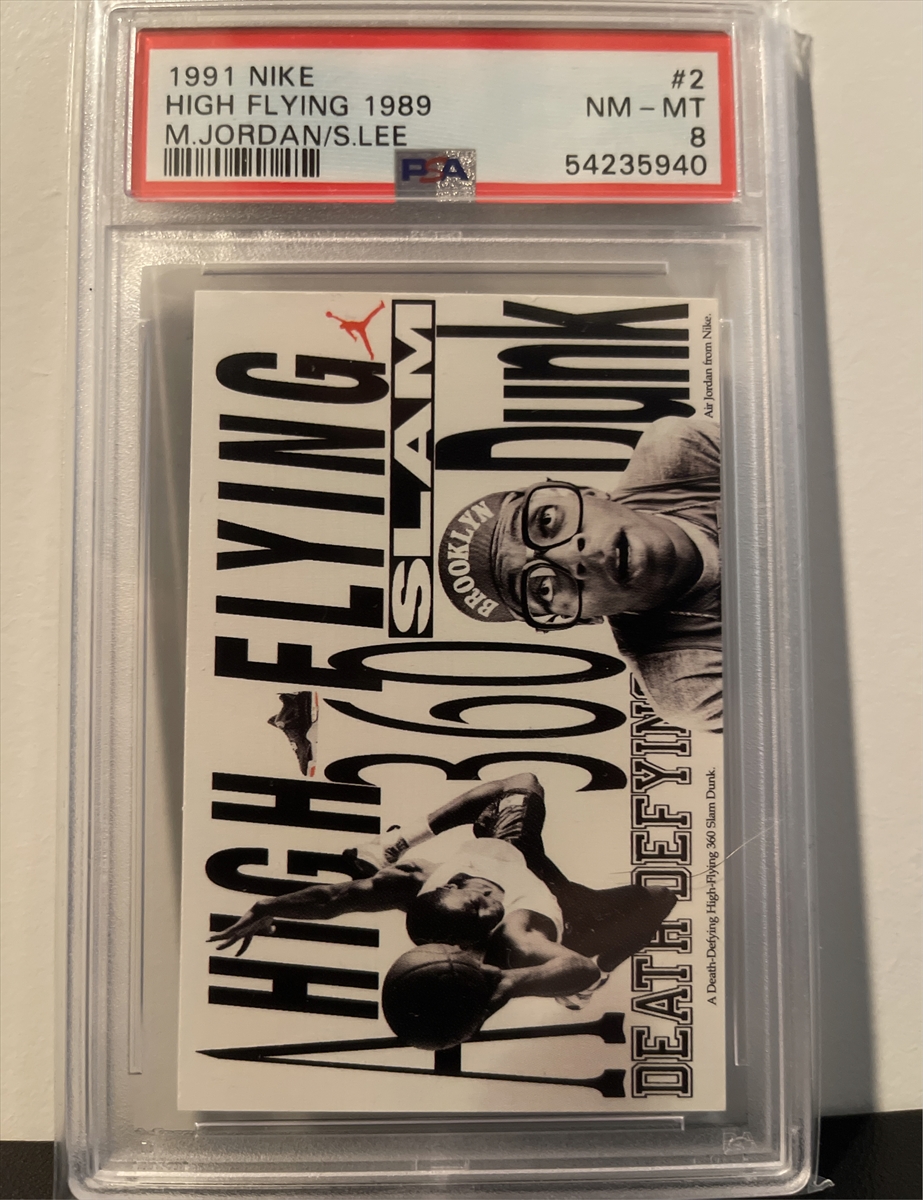 1991 NIKE #2
HIGH FLYING 1989 NM - MT
M.JORDAN/S.LEE 8
PSA 54235940
A HIGH FLYING
360 SLAM Dunk
BROOKLYN
DEATH DEFYING
A Death-Defying High-Flying 360 Slam Dunk.
Air Jordan from Nike.